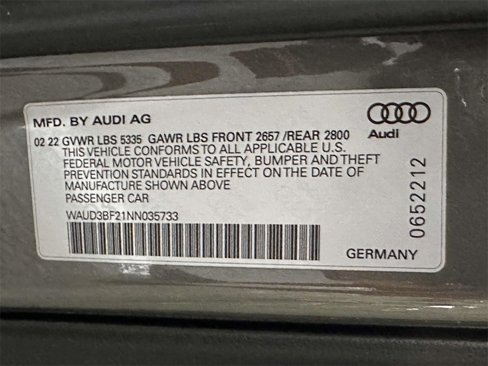 MFD. BY AUDI AG
02 22 GVWR LBS 5335 GAWR LBS FRONT 2657 /REAR 2800
THIS VEHICLE CONFORMS TO ALL APPLICABLE U.S.
FEDERAL MOTOR VEHICLE SAFETY, BUMPER AND THEFT
PREVENTION STANDARDS IN EFFECT ON THE DATE OF
MANUFACTURE SHOWN ABOVE
PASSENGER CAR
WAUD3BF21NN035733
GERMANY
Audi
0652212